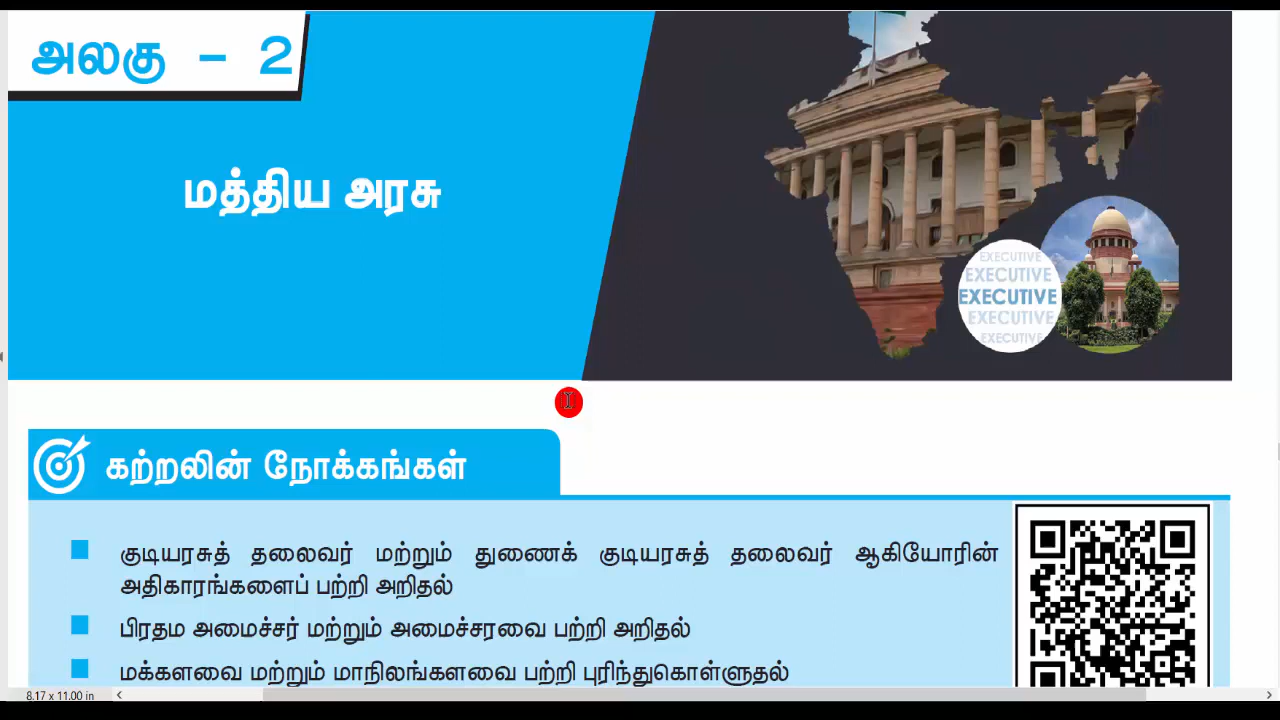 அலகு - 2
மத்திய அரசு
EXECUTIVE
EXECUTIVE
EXECUTIVE
EXECUTIVE
EXECUTIVE
கற்றலின் நோக்கங்கள்
குடியரசுத் தலைவர் மற்றும் துணைக் குடியரசுத் தலைவர் ஆகியோரின்
அதிகாரங்களைப் பற்றி அறிதல்
பிரதம அமைச்சர் மற்றும் அமைச்சரவை பற்றி அறிதல்
மக்களவை மற்றும் மாநிலங்களவை பற்றி புரிந்துகொள்ளுதல்
8.17 x 11.00 in